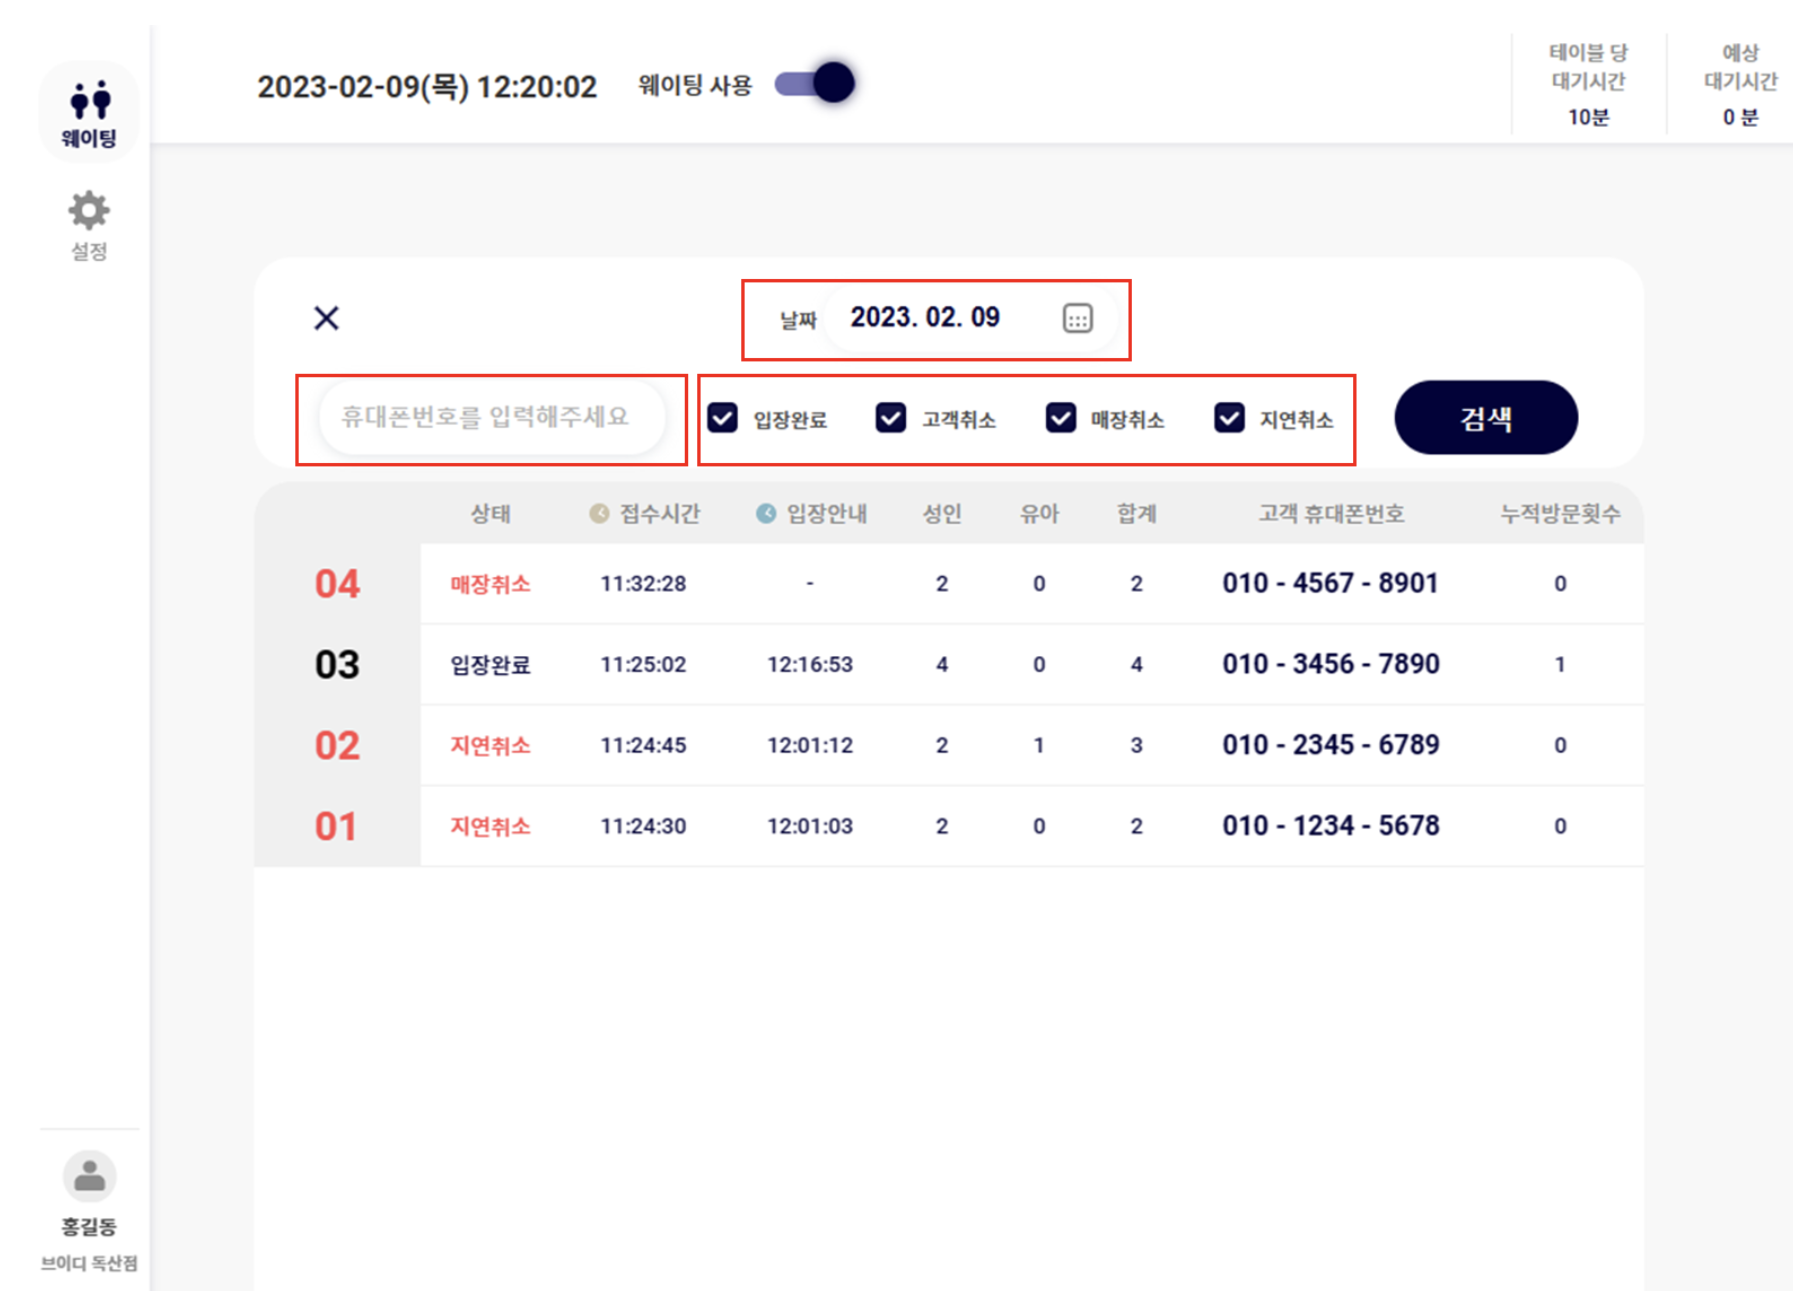 웨이팅
설정
홍길동
브이디 독산점
2023-02-09(목) 12:20:02 웨이팅 사용
테이블 당
대기시간
10분
예상
대기시간
0 분
날짜 2023. 02. 09
휴대폰번호를 입력해주세요 입장완료 고객취소 매장취소 지연취소 검색
상태 접수시간 입장안내 성인 유아 합계 고객 휴대폰번호 누적방문횟수
04 매장취소 11:32:28 - 2 0 2 010 - 4567 - 8901 0
03 입장완료 11:25:02 12:16:53 4 0 4 010 - 3456 - 7890 1
02 지연취소 11:24:45 12:01:12 2 1 3 010 - 2345 - 6789 0
01 지연취소 11:24:30 12:01:03 2 0 2 010 - 1234 - 5678 0